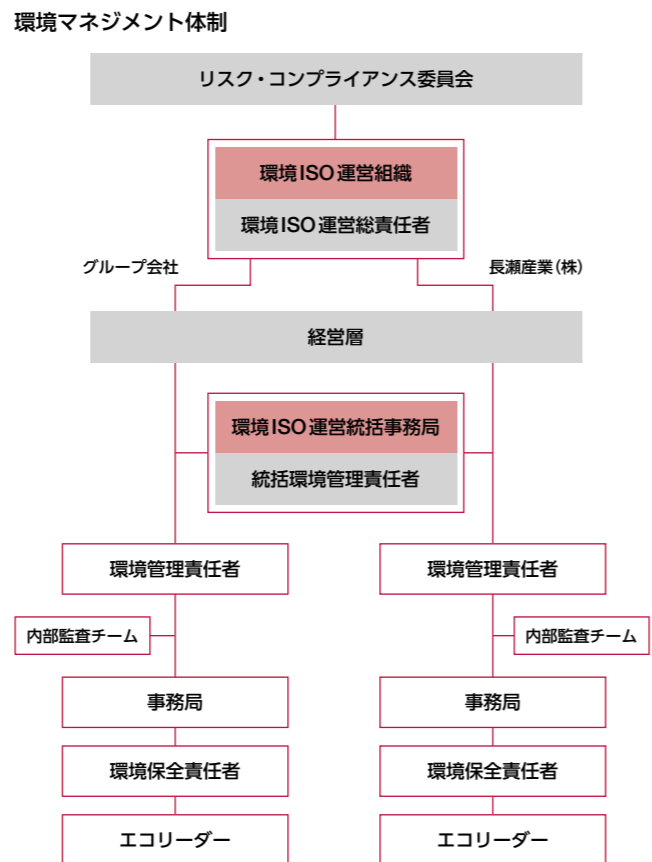 環境マネジメント体制
リスク・コンプライアンス委員会
環境ISO運営組織
環境ISO運営総責任者
グループ会社
長瀬産業(株)
経営層
環境ISO運営統括事務局
統括環境管理責任者
環境管理責任者
環境管理責任者
内部監査チーム
内部監査チーム
事務局
事務局
環境保全責任者
環境保全責任者
エコリーダー
エコリーダー